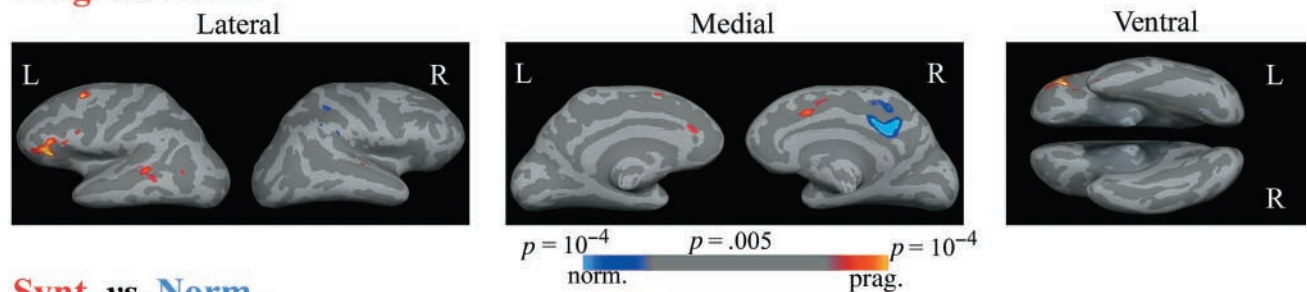 Lateral Medial Ventral
L R L R L
R
p = 10⁻⁴ p = .005 p = 10⁻⁴
norm. prag.
Synt. vs. Norm.